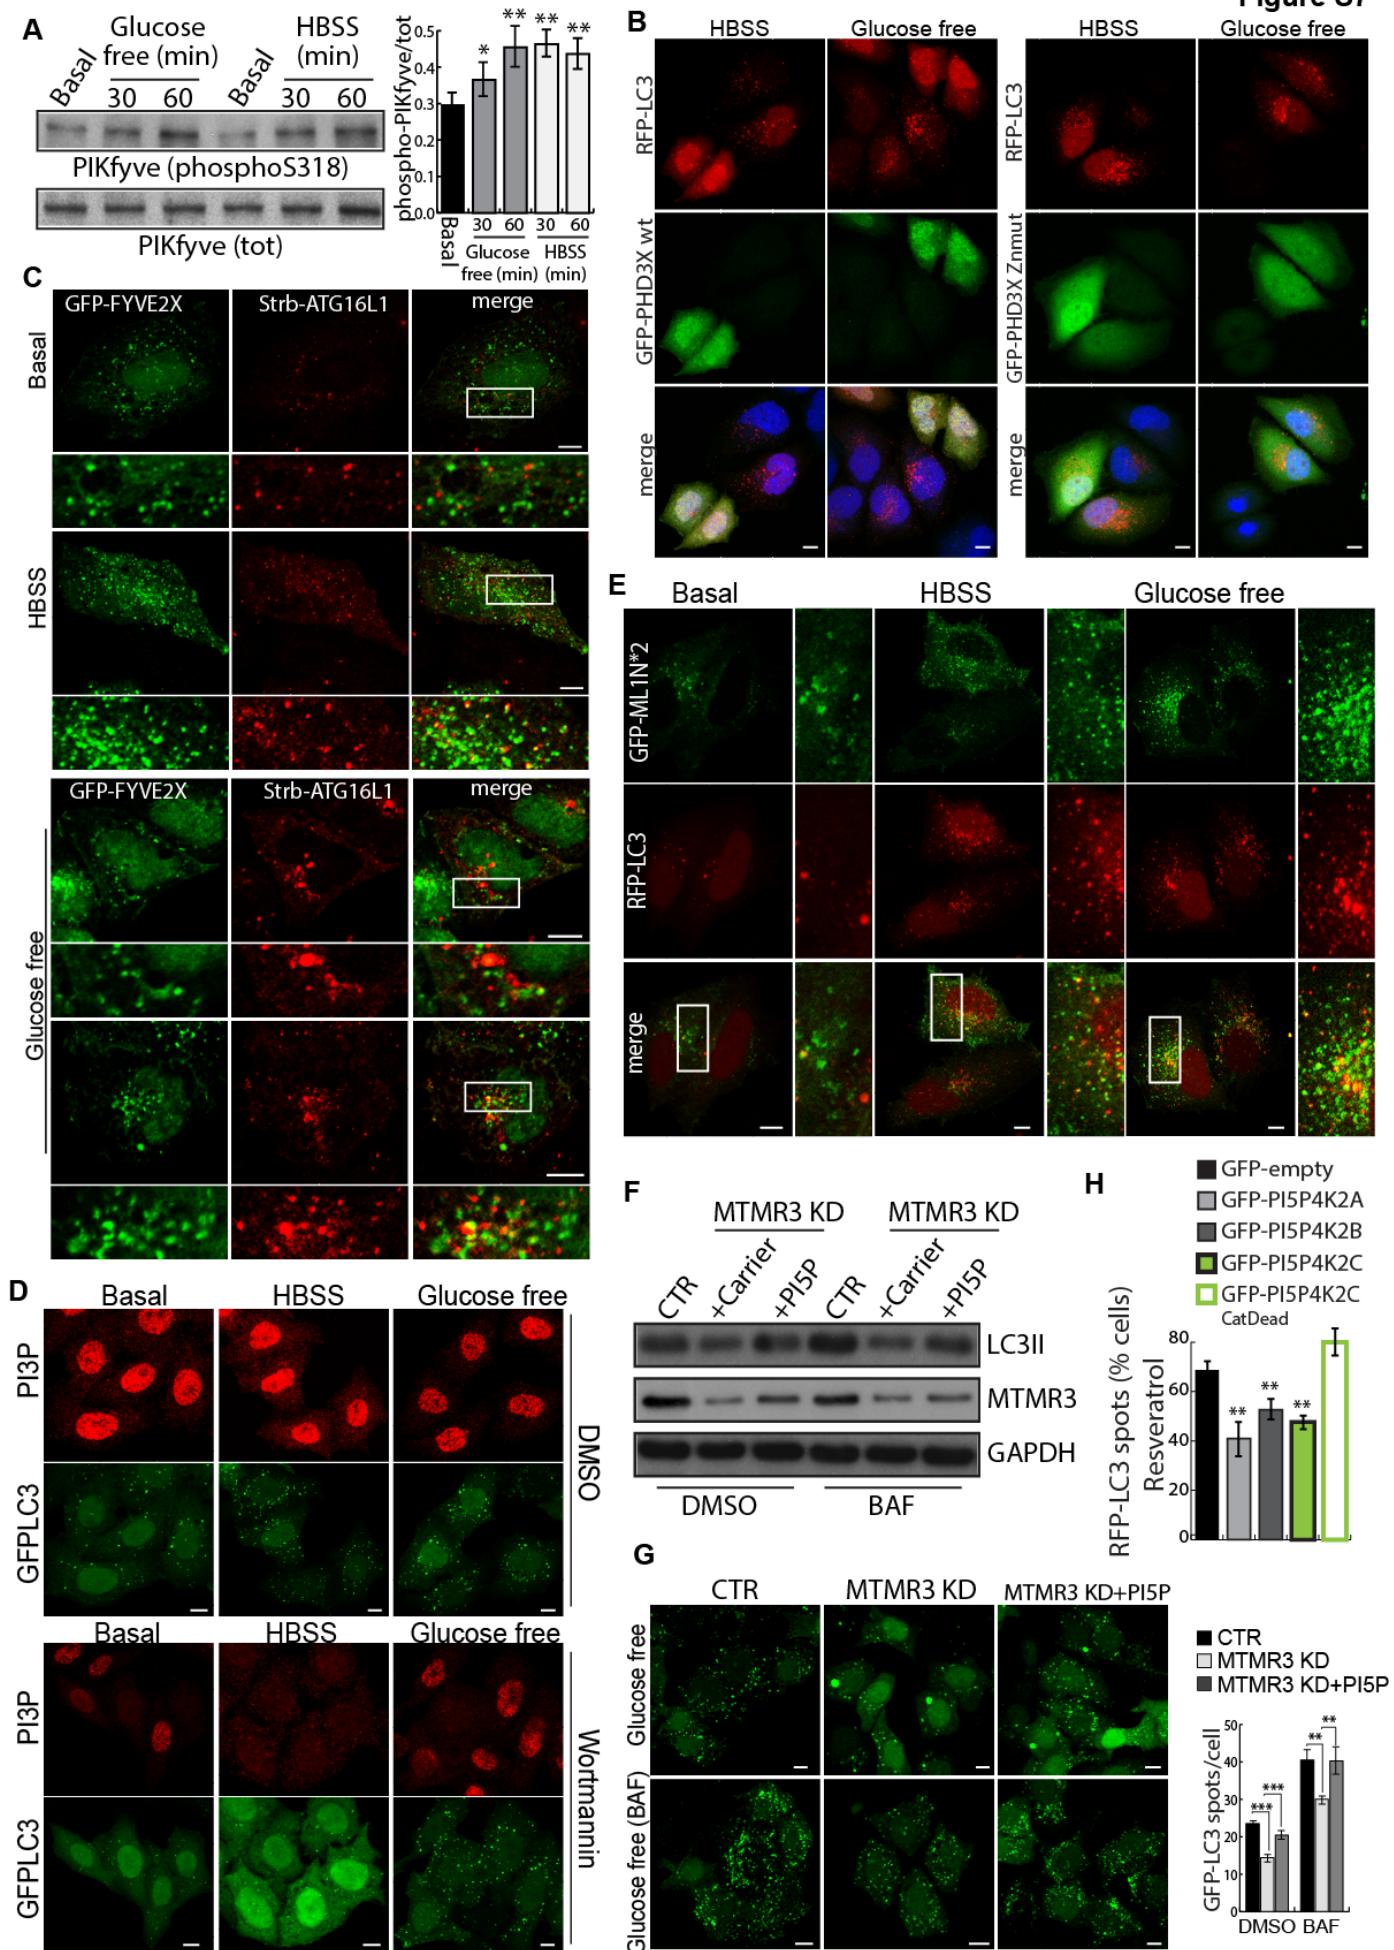 Figure S7
A
Glucose free (min)
HBSS (min)
Basal
30
60
Basal
30
60
PIKfyve (phosphoS318)
PIKfyve (tot)
phospho-PIKfyve/tot
0.5
0.4
0.3
0.2
0.1
0.0
*
**
**
**
Basal
30
60
30
60
Glucose free (min)
HBSS (min)
B
HBSS
Glucose free
HBSS
Glucose free
RFP-LC3
GFP-PHD3X wt
merge
RFP-LC3
GFP-PHD3X Znmut
merge
C
GFP-FYVE2X
Strb-ATG16L1
merge
Basal
HBSS
GFP-FYVE2X
Strb-ATG16L1
merge
Glucose free
D
Basal
HBSS
Glucose free
PI3P
GFPLC3
DMSO
Basal
HBSS
Glucose free
PI3P
GFPLC3
Wortmannin
E
Basal
HBSS
Glucose free
GFP-ML1N*2
RFP-LC3
merge
F
MTMR3 KD
MTMR3 KD
CTR
+Carrier
+PI5P
CTR
+Carrier
+PI5P
LC3II
MTMR3
GAPDH
DMSO
BAF
G
CTR
MTMR3 KD
MTMR3 KD+PI5P
Glucose free
Glucose free (BAF)
CTR
MTMR3 KD
MTMR3 KD+PI5P
GFP-LC3 spots/cell
50
40
30
20
10
0
***
***
**
**
DMSO
BAF
H
GFP-empty
GFP-PI5P4K2A
GFP-PI5P4K2B
GFP-PI5P4K2C
GFP-PI5P4K2C
CatDead
RFP-LC3 spots (% cells)
Resveratrol
80
60
40
20
0
**
**
**